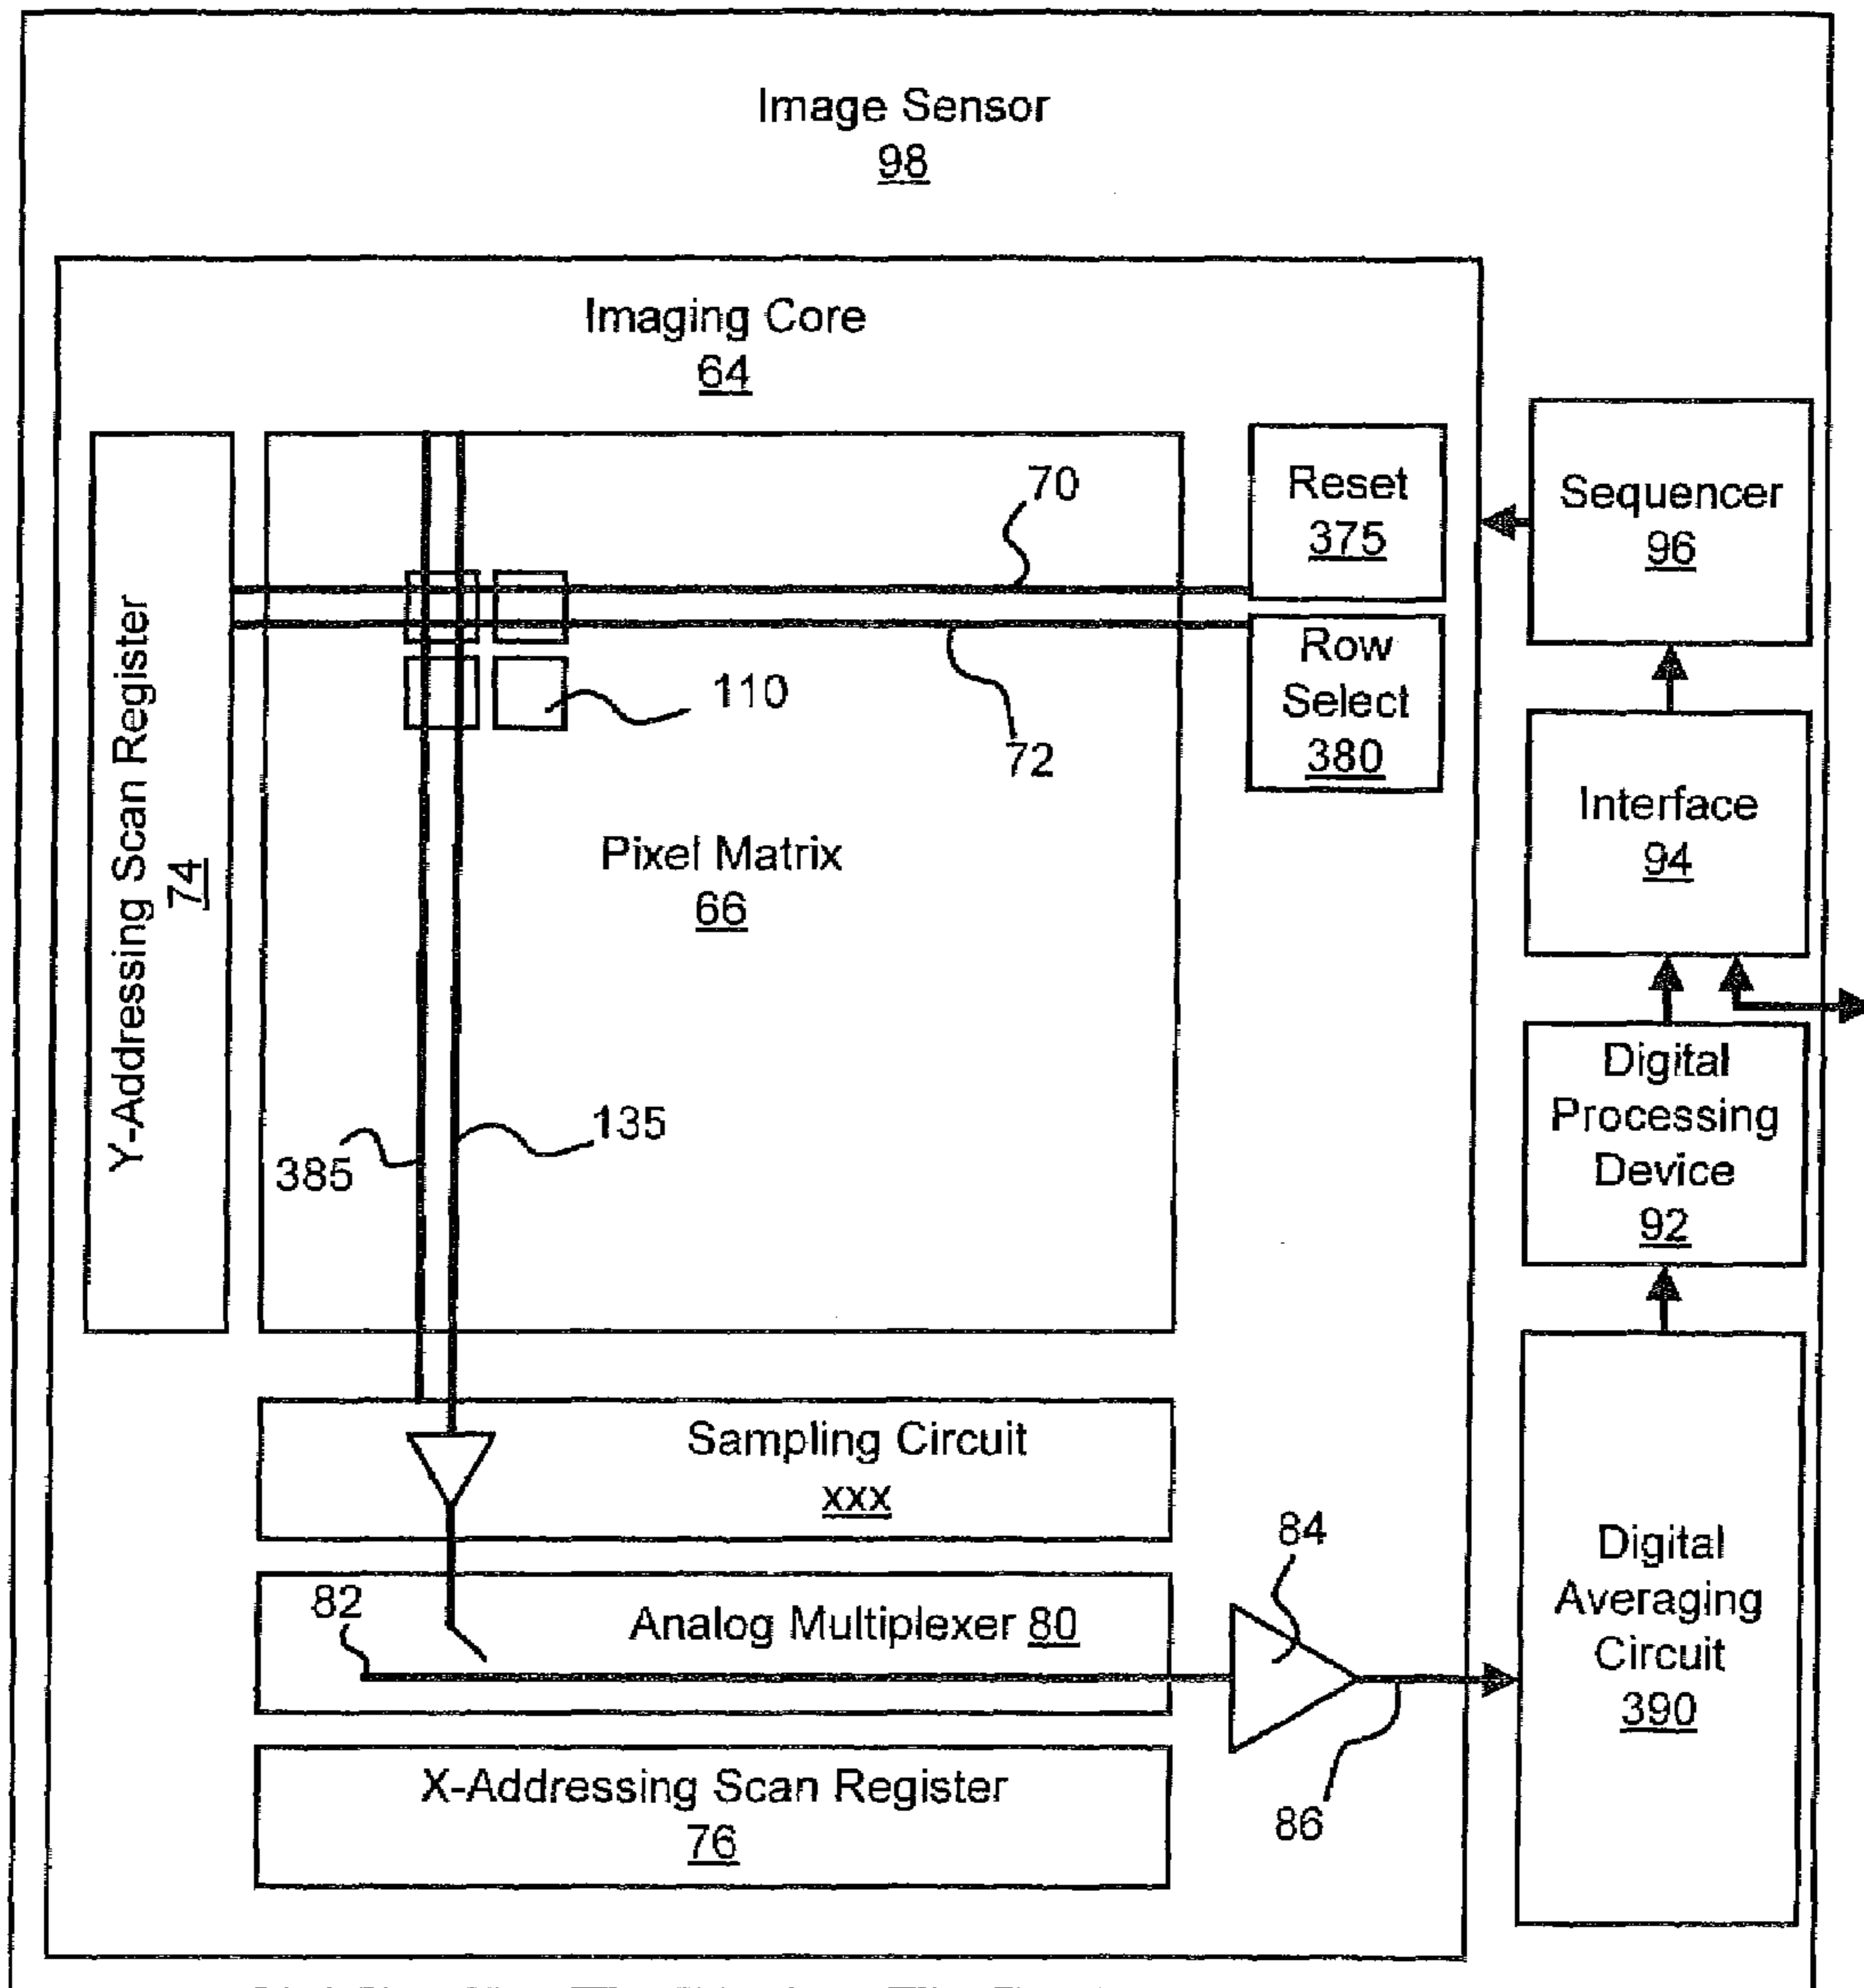 Image Sensor
98
Imaging Core
64
Y-Addressing Scan Register
74
70
Reset
375
Sequencer
96
110
72
Row
Select
380
Pixel Matrix
66
Interface
94
385
135
Digital
Processing
Device
92
Sampling Circuit
xxx
82
Analog Multiplexer 80
84
86
Digital
Averaging
Circuit
390
X-Addressing Scan Register
76